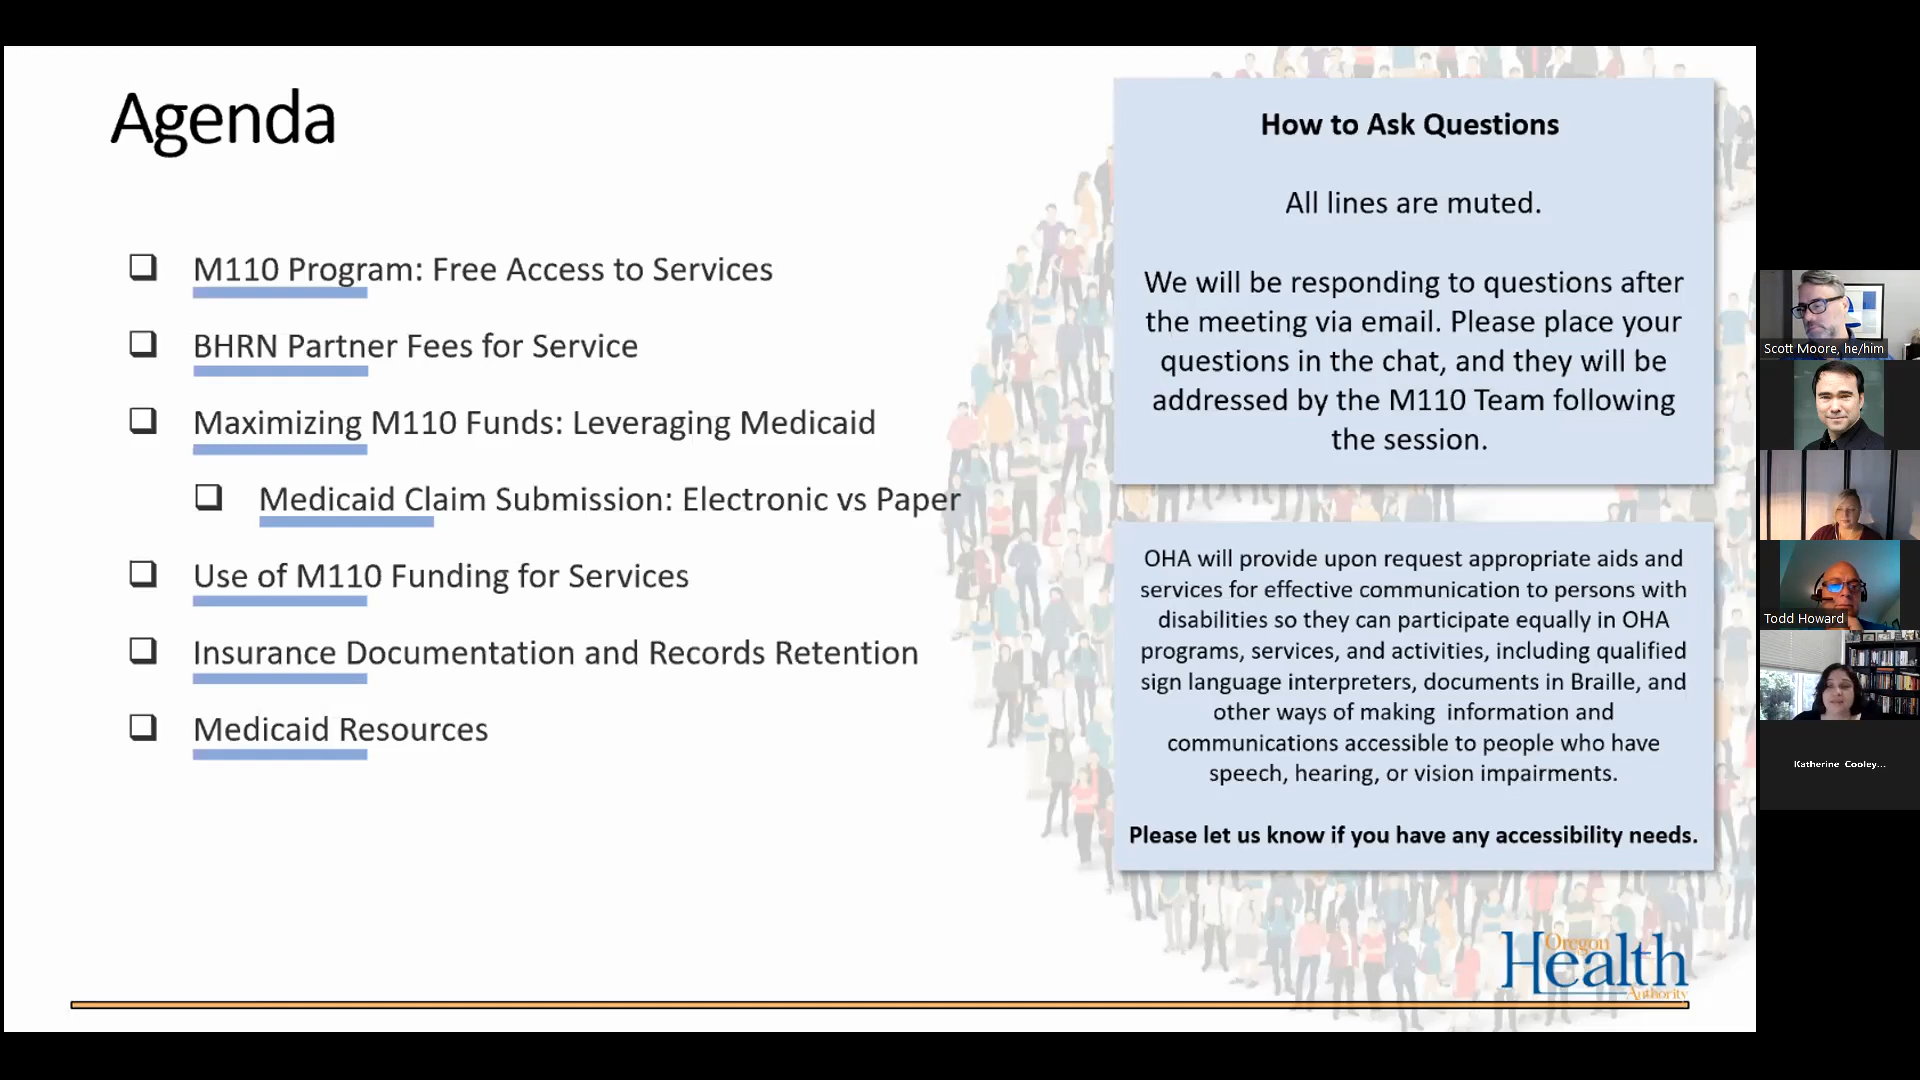 Agenda
M110 Program: Free Access to Services
BHRN Partner Fees for Service
Maximizing M110 Funds: Leveraging Medicaid
Medicaid Claim Submission: Electronic vs Paper
Use of M110 Funding for Services
Insurance Documentation and Records Retention
Medicaid Resources
How to Ask Questions
All lines are muted.
We will be responding to questions after
the meeting via email. Please place your
questions in the chat, and they will be
addressed by the M110 Team following
the session.
OHA will provide upon request appropriate aids and
services for effective communication to persons with
disabilities so they can participate equally in OHA
programs, services, and activities, including qualified
sign language interpreters, documents in Braille, and
other ways of making information and
communications accessible to people who have
speech, hearing, or vision impairments.
Please let us know if you have any accessibility needs.
Oregon
Health
Authority
Scott Moore, he/him
Todd Howard
Katherine Cooley...